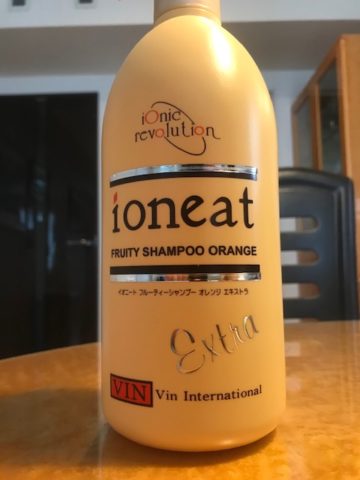 ionic
revolution
ioneat
FRUITY SHAMPOO ORANGE
イオニート フルーティーシャンプー オレンジ エキストラ
Extra
VIN Vin International